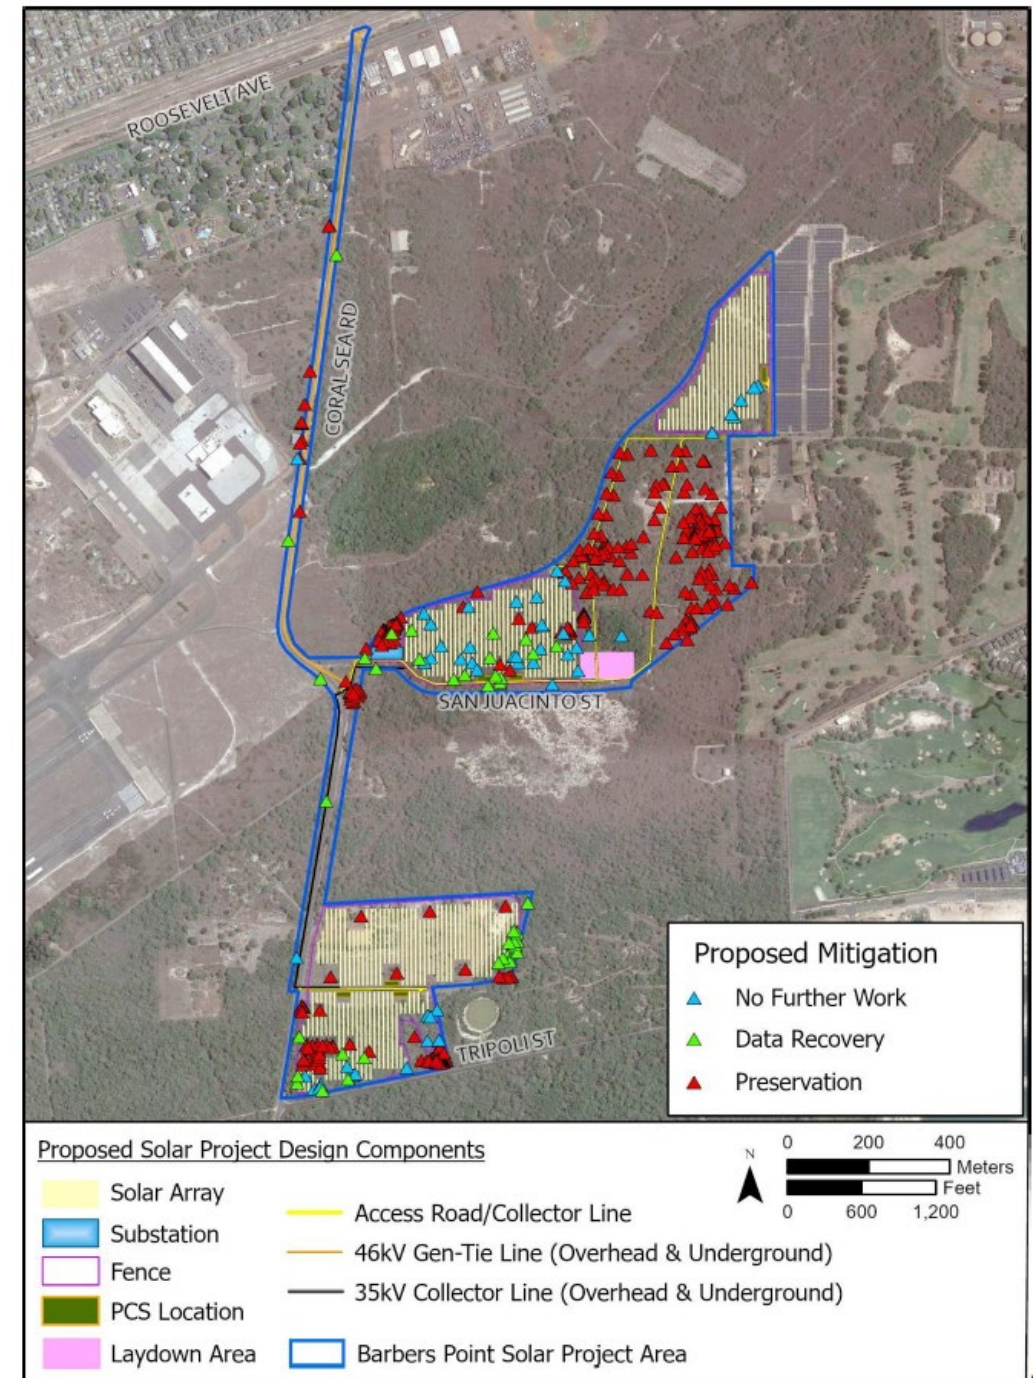 ROOSEVELT AVE
CORAL SEA RD
SAN JUACINTO ST
TRIPOLI ST
Proposed Mitigation
No Further Work
Data Recovery
Preservation
Proposed Solar Project Design Components
Solar Array
Substation
Fence
PCS Location
Laydown Area
Access Road/Collector Line
46kV Gen-Tie Line (Overhead & Underground)
35kV Collector Line (Overhead & Underground)
Barbers Point Solar Project Area
N
0 200 400
Meters
Feet
0 600 1,200